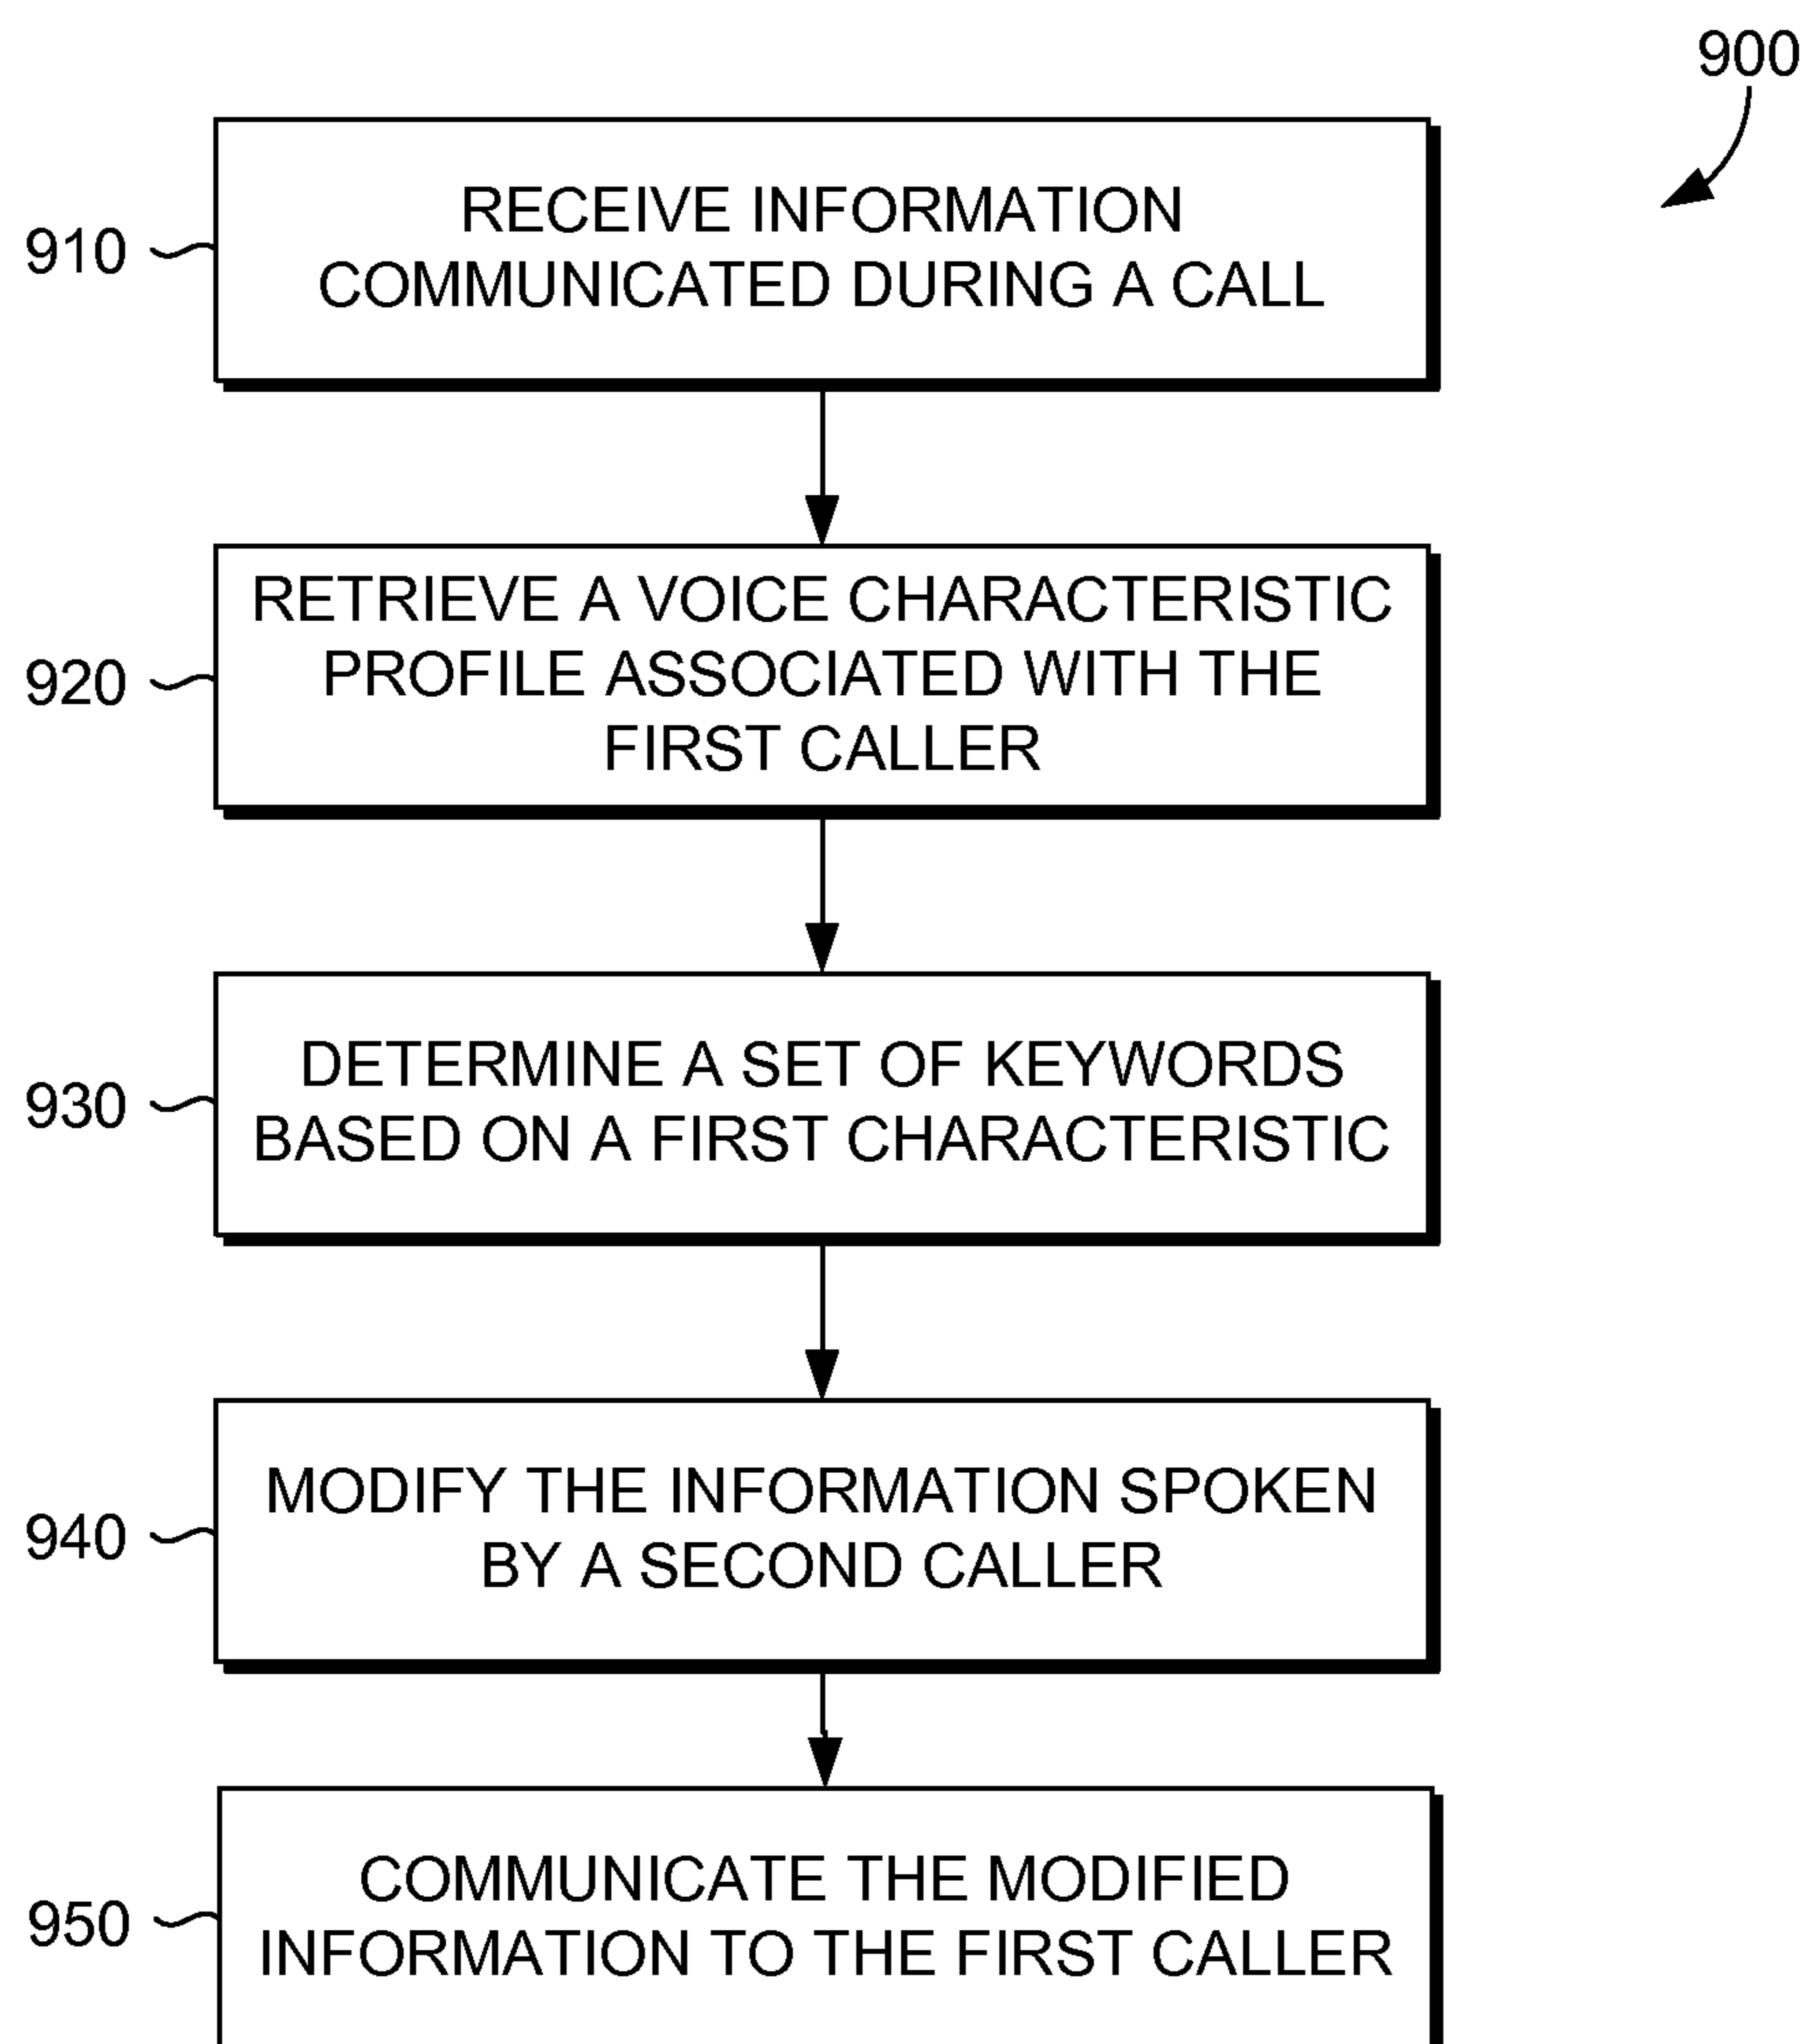 900
910
RECEIVE INFORMATION
COMMUNICATED DURING A CALL
920
RETRIEVE A VOICE CHARACTERISTIC
PROFILE ASSOCIATED WITH THE
FIRST CALLER
930
DETERMINE A SET OF KEYWORDS
BASED ON A FIRST CHARACTERISTIC
940
MODIFY THE INFORMATION SPOKEN
BY A SECOND CALLER
950
COMMUNICATE THE MODIFIED
INFORMATION TO THE FIRST CALLER